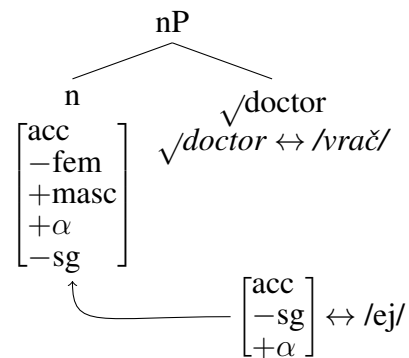 nP
n √doctor
√doctor ↔ /vrač/
[acc
−fem
+masc
+α
−sg]
[acc
−sg
+α] ↔ /ej/